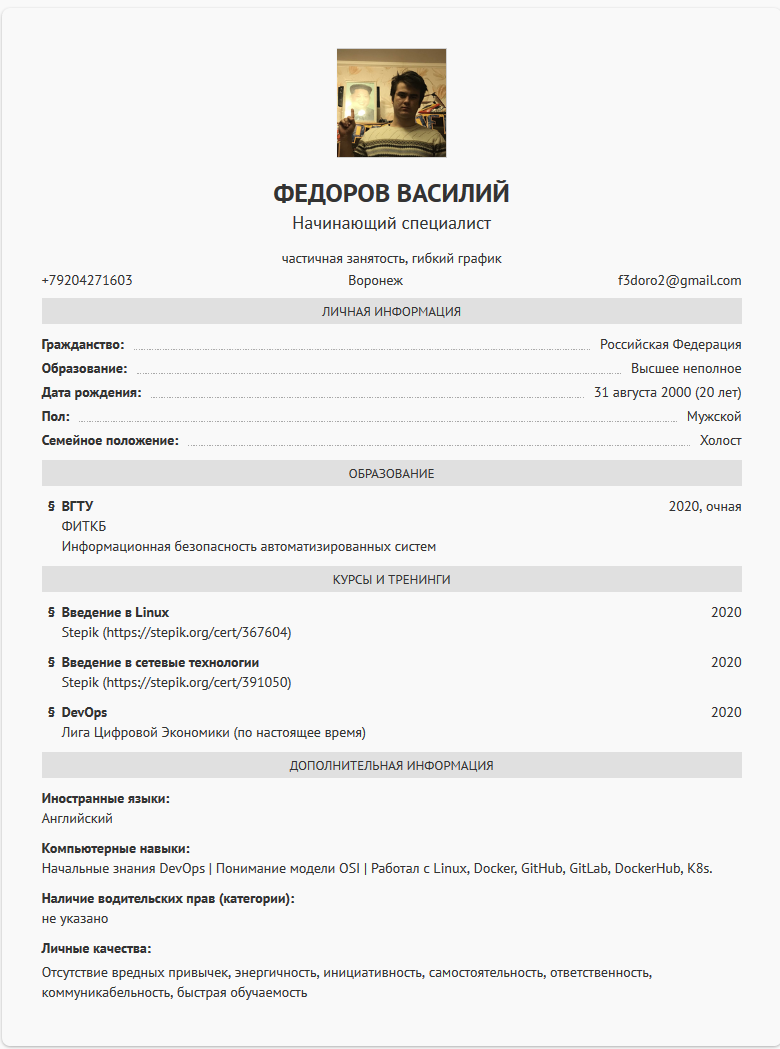 ФЕДОРОВ ВАСИЛИЙ
Начинающий специалист
частичная занятость, гибкий график
+79204271603 Воронеж f3doro2@gmail.com
ЛИЧНАЯ ИНФОРМАЦИЯ
Гражданство: Российская Федерация
Образование: Высшее неполное
Дата рождения: 31 августа 2000 (20 лет)
Пол: Мужской
Семейное положение: Холост
ОБРАЗОВАНИЕ
§ ВГТУ 2020, очная
ФИТКБ
Информационная безопасность автоматизированных систем
КУРСЫ И ТРЕНИНГИ
§ Введение в Linux 2020
Stepik (https://stepik.org/cert/367604)
§ Введение в сетевые технологии 2020
Stepik (https://stepik.org/cert/391050)
§ DevOps 2020
Лига Цифровой Экономики (по настоящее время)
ДОПОЛНИТЕЛЬНАЯ ИНФОРМАЦИЯ
Иностранные языки:
Английский
Компьютерные навыки:
Начальные знания DevOps | Понимание модели OSI | Работал с Linux, Docker, GitHub, GitLab, DockerHub, K8s.
Наличие водительских прав (категории):
не указано
Личные качества:
Отсутствие вредных привычек, энергичность, инициативность, самостоятельность, ответственность,
коммуникабельность, быстрая обучаемость